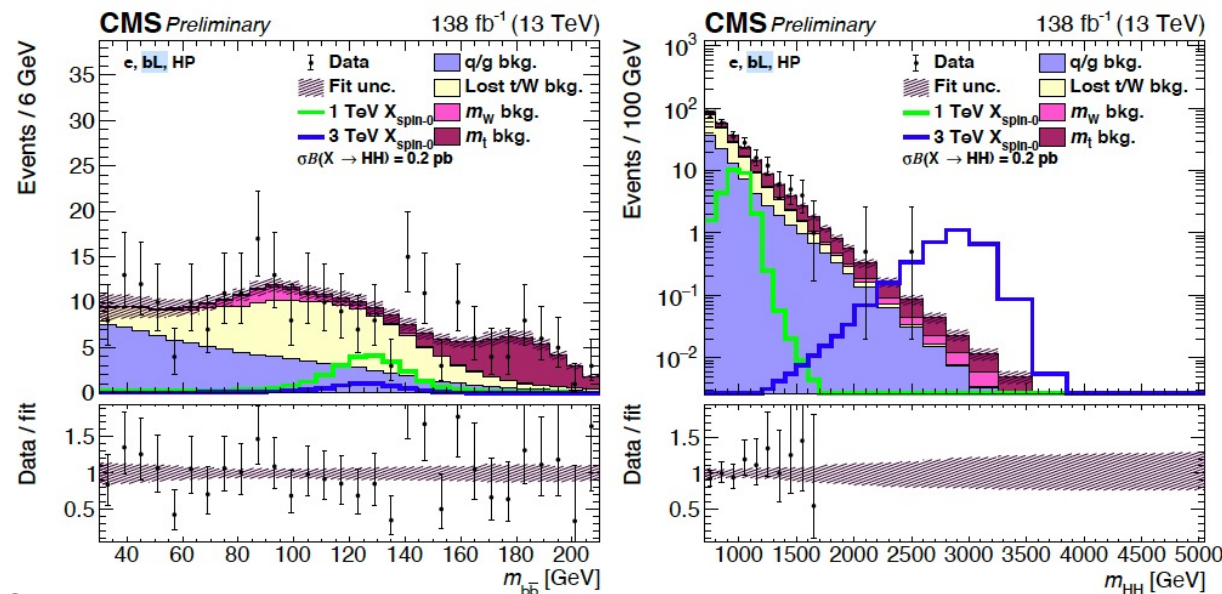 CMS Preliminary 138 fb⁻¹ (13 TeV)
Events / 6 GeV
e, bL, HP
Data
Fit unc.
1 TeV X_spin-0
3 TeV X_spin-0
σB(X → HH) = 0.2 pb
q/g bkg.
Lost t/W bkg.
m_W bkg.
m_t bkg.
35
30
25
20
15
10
5
0
Data / fit
1.5
1
0.5
40 60 80 100 120 140 160 180 200
m_bb̅ [GeV]
CMS Preliminary 138 fb⁻¹ (13 TeV)
Events / 100 GeV
e, bL, HP
Data
Fit unc.
1 TeV X_spin-0
3 TeV X_spin-0
σB(X → HH) = 0.2 pb
q/g bkg.
Lost t/W bkg.
m_W bkg.
m_t bkg.
10³
10²
10
1
10⁻¹
10⁻²
Data / fit
1.5
1
0.5
1000 1500 2000 2500 3000 3500 4000 4500 5000
m_HH [GeV]